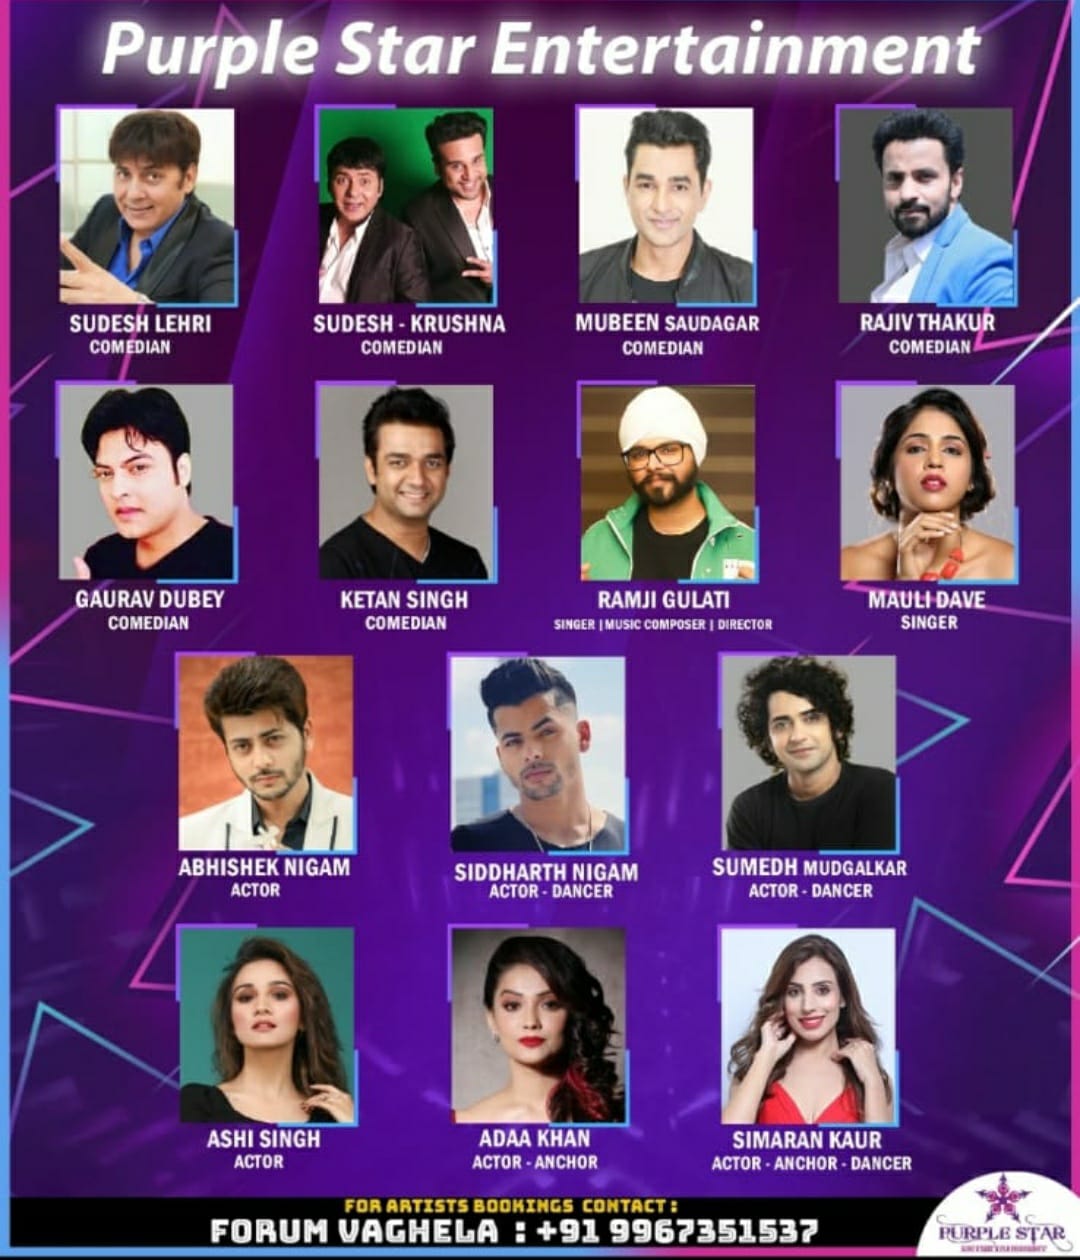 Purple Star Entertainment
SUDESH LEHRI
COMEDIAN
SUDESH - KRUSHNA
COMEDIAN
MUBEEN SAUDAGAR
COMEDIAN
RAJIV THAKUR
COMEDIAN
GAURAV DUBEY
COMEDIAN
KETAN SINGH
COMEDIAN
RAMJI GULATI
SINGER | MUSIC COMPOSER | DIRECTOR
MAULI DAVE
SINGER
ABHISHEK NIGAM
ACTOR
SIDDHARTH NIGAM
ACTOR - DANCER
SUMEDH MUDGALKAR
ACTOR - DANCER
ASHI SINGH
ACTOR
ADAA KHAN
ACTOR - ANCHOR
SIMARAN KAUR
ACTOR - ANCHOR - DANCER
FOR ARTISTS BOOKINGS CONTACT :
FORUM VAGHELA : +91 9967351537
PURPLE STAR